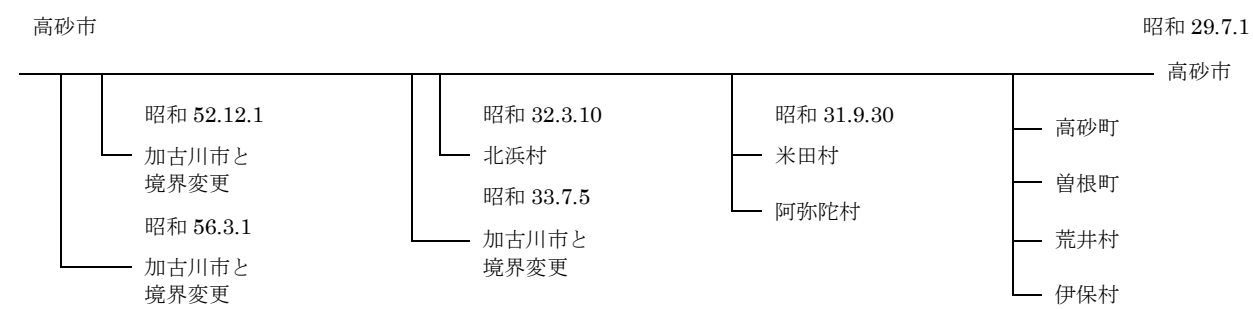 高砂市
昭和 29.7.1
高砂市
昭和 52.12.1
加古川市と
境界変更
昭和 56.3.1
加古川市と
境界変更
昭和 32.3.10
北浜村
昭和 33.7.5
加古川市と
境界変更
昭和 31.9.30
米田村
阿弥陀村
高砂町
曽根町
荒井村
伊保村